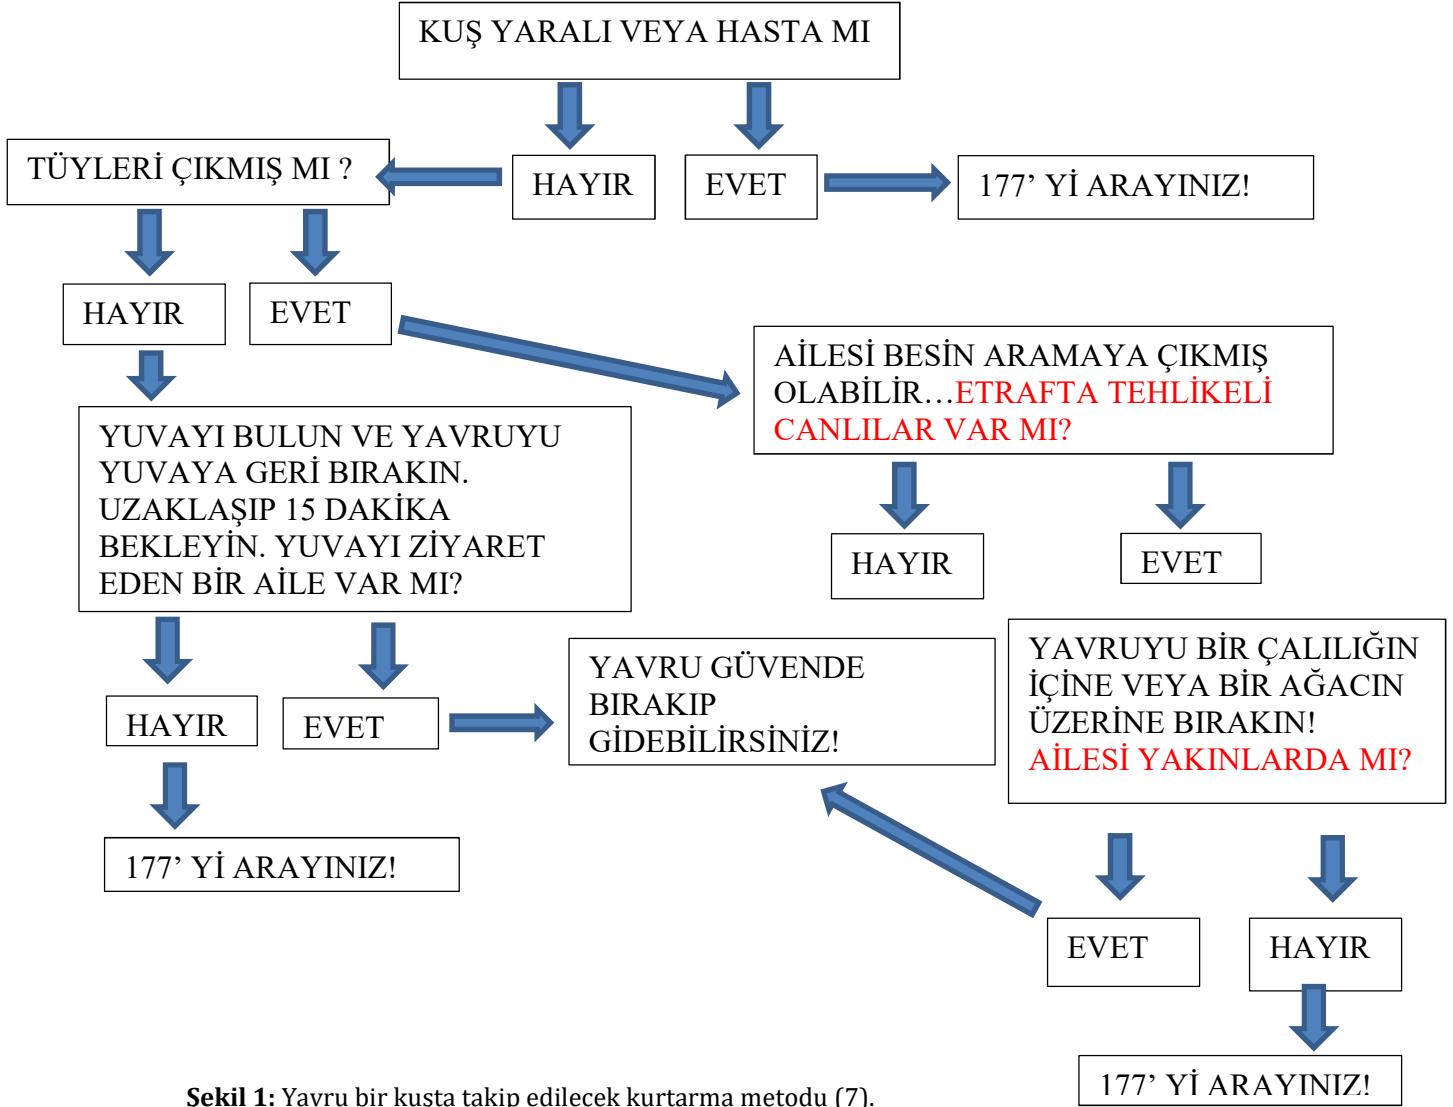 KUŞ YARALI VEYA HASTA MI
TÜYLERİ ÇIKMIŞ MI ?
HAYIR
EVET
177’ Yİ ARAYINIZ!
HAYIR
EVET
AİLESİ BESİN ARAMAYA ÇIKMIŞ
OLABİLİR…ETRAFTA TEHLİKELİ
CANLILAR VAR MI?
YUVAYI BULUN VE YAVRUYU
YUVAYA GERİ BIRAKIN.
UZAKLAŞIP 15 DAKİKA
BEKLEYİN. YUVAYI ZİYARET
EDEN BİR AİLE VAR MI?
HAYIR
EVET
YAVRU GÜVENDE
BIRAKIP
GİDEBİLİRSİNİZ!
YAVRUYU BİR ÇALILIĞIN
İÇİNE VEYA BİR AĞACIN
ÜZERİNE BIRAKIN!
AİLESİ YAKINLARDA MI?
HAYIR
EVET
177’ Yİ ARAYINIZ!
EVET
HAYIR
177’ Yİ ARAYINIZ!
Şekil 1: Yavru bir kuşta takip edilecek kurtarma metodu (7).